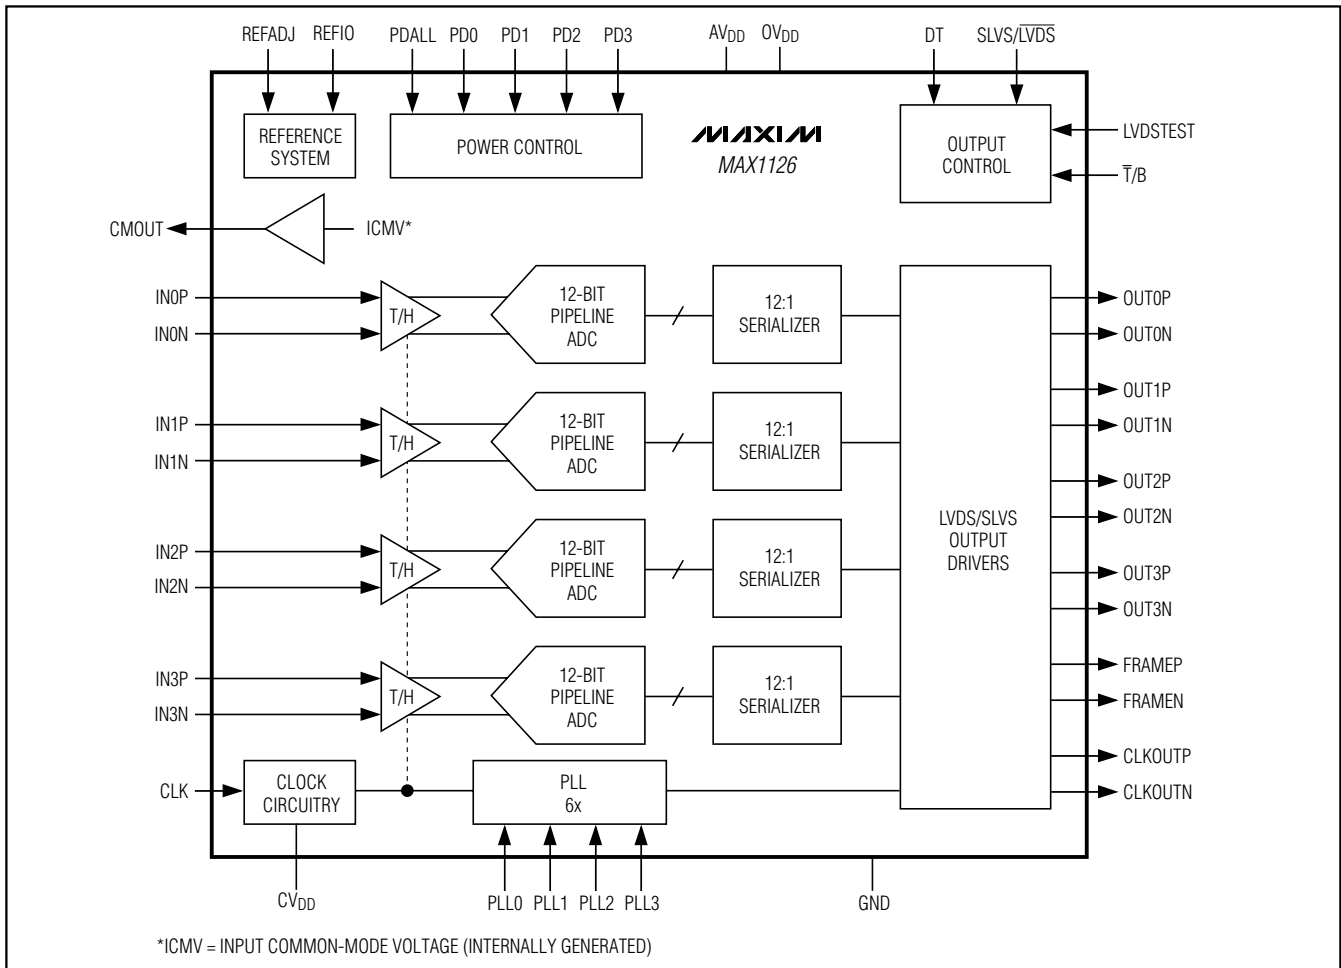 REFADJ REFIO PDALL PD0 PD1 PD2 PD3 AVDD OVDD DT SLVS/L̅V̅D̅S̅
REFERENCE
SYSTEM
POWER CONTROL
MAXIM
MAX1126
OUTPUT
CONTROL
LVDSTEST
T̅/B
CMOUT
ICMV*
IN0P
IN0N
T/H
12-BIT
PIPELINE
ADC
12:1
SERIALIZER
OUT0P
OUT0N
IN1P
IN1N
T/H
12-BIT
PIPELINE
ADC
12:1
SERIALIZER
OUT1P
OUT1N
IN2P
IN2N
T/H
12-BIT
PIPELINE
ADC
12:1
SERIALIZER
LVDS/SLVS
OUTPUT
DRIVERS
OUT2P
OUT2N
OUT3P
OUT3N
IN3P
IN3N
T/H
12-BIT
PIPELINE
ADC
12:1
SERIALIZER
FRAMEP
FRAMEN
CLK
CLOCK
CIRCUITRY
PLL
6x
CLKOUTP
CLKOUTN
CVDD
PLL0 PLL1 PLL2 PLL3
GND
*ICMV = INPUT COMMON-MODE VOLTAGE (INTERNALLY GENERATED)